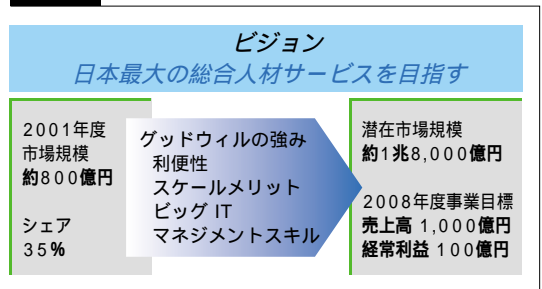 ビジョン
日本最大の総合人材サービスを目指す
2001年度
市場規模
約800億円
シェア
35%
グッドウィルの強み
利便性
スケールメリット
ビッグ IT
マネジメントスキル
潜在市場規模
約1兆8,000億円
2008年度事業目標
売上高 1,000億円
経常利益 100億円